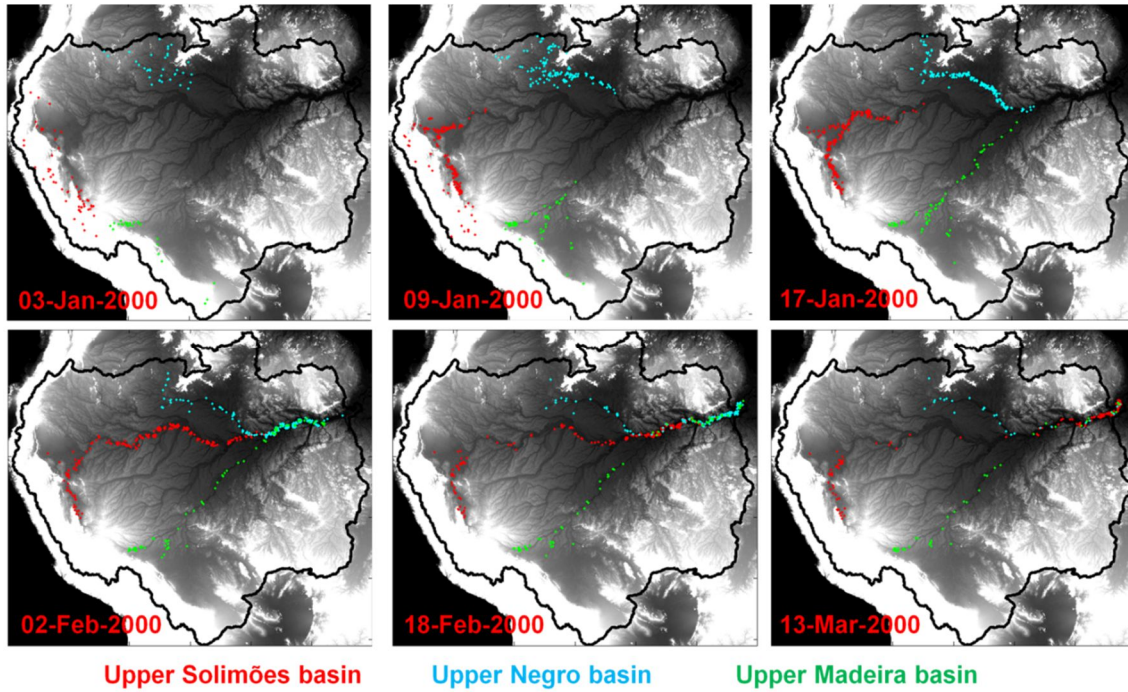 03-Jan-2000
09-Jan-2000
17-Jan-2000
02-Feb-2000
18-Feb-2000
13-Mar-2000
Upper Solimões basin Upper Negro basin Upper Madeira basin